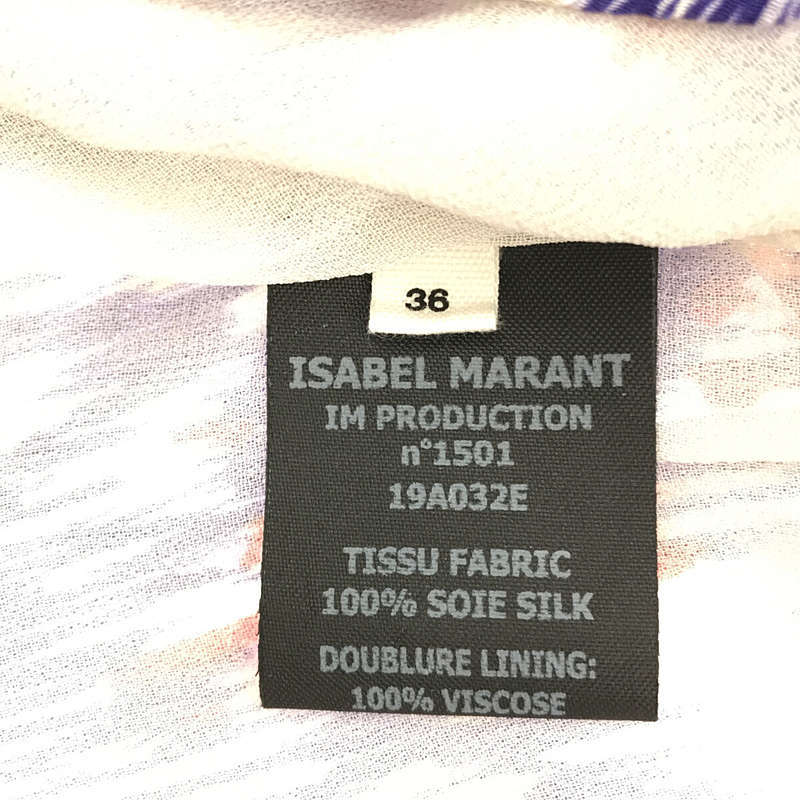 36
ISABEL MARANT
IM PRODUCTION
n°1501
19A032E
TISSU FABRIC
100% SOIE SILK
DOUBLURE LINING:
100% VISCOSE